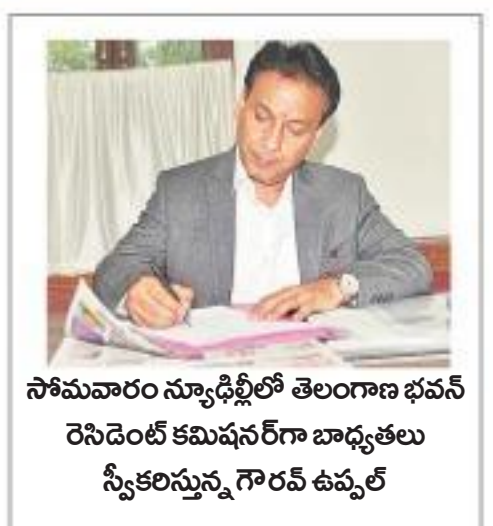 సోమవారం న్యూఢిల్లీలో తెలంగాణ భవన్
రెసిడెంట్ కమిషనర్‌గా బాధ్యతలు
స్వీకరిస్తున్న గౌరవ్ ఉప్పల్